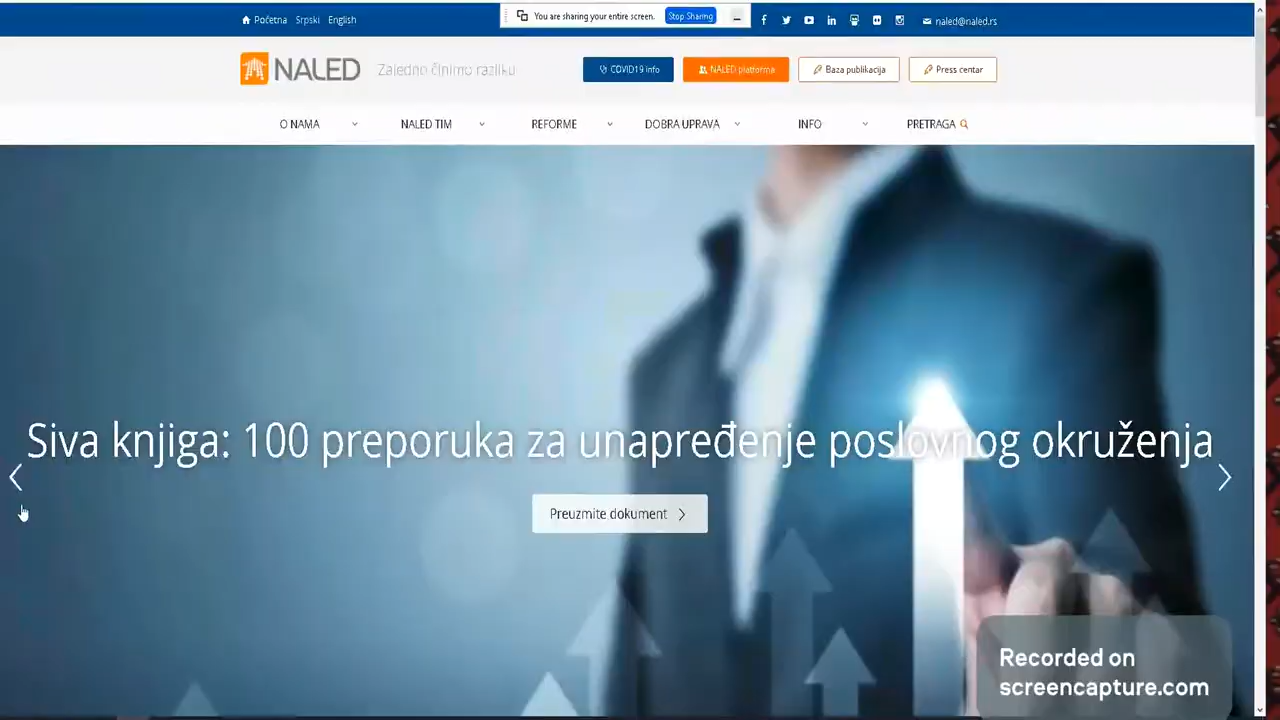 Početna Srpski English
You are sharing your entire screen. Stop Sharing
naled@naled.rs
NALED Zajedno činimo razliku
COVID19 info
NALED platforma
Baza publikacija
Press centar
O NAMA
NALED TIM
REFORME
DOBRA UPRAVA
INFO
PRETRAGA
Siva knjiga: 100 preporuka za unapređenje poslovnog okruženja
Preuzmite dokument
Recorded on
screencapture.com